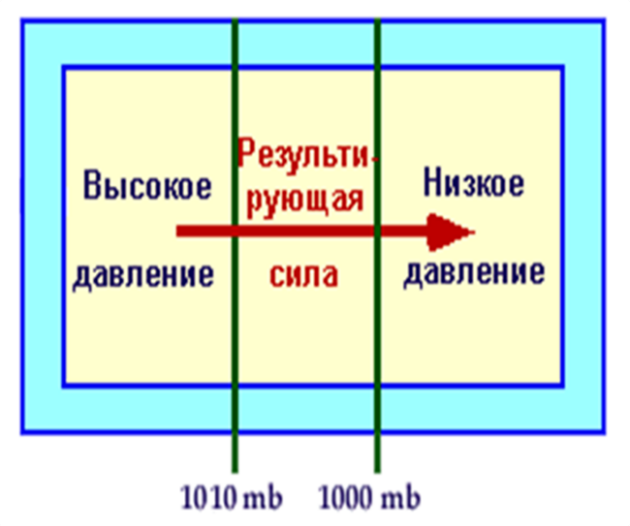 Высокое
давление
Результи-
рующая
сила
Низкое
давление
1010 mb
1000 mb